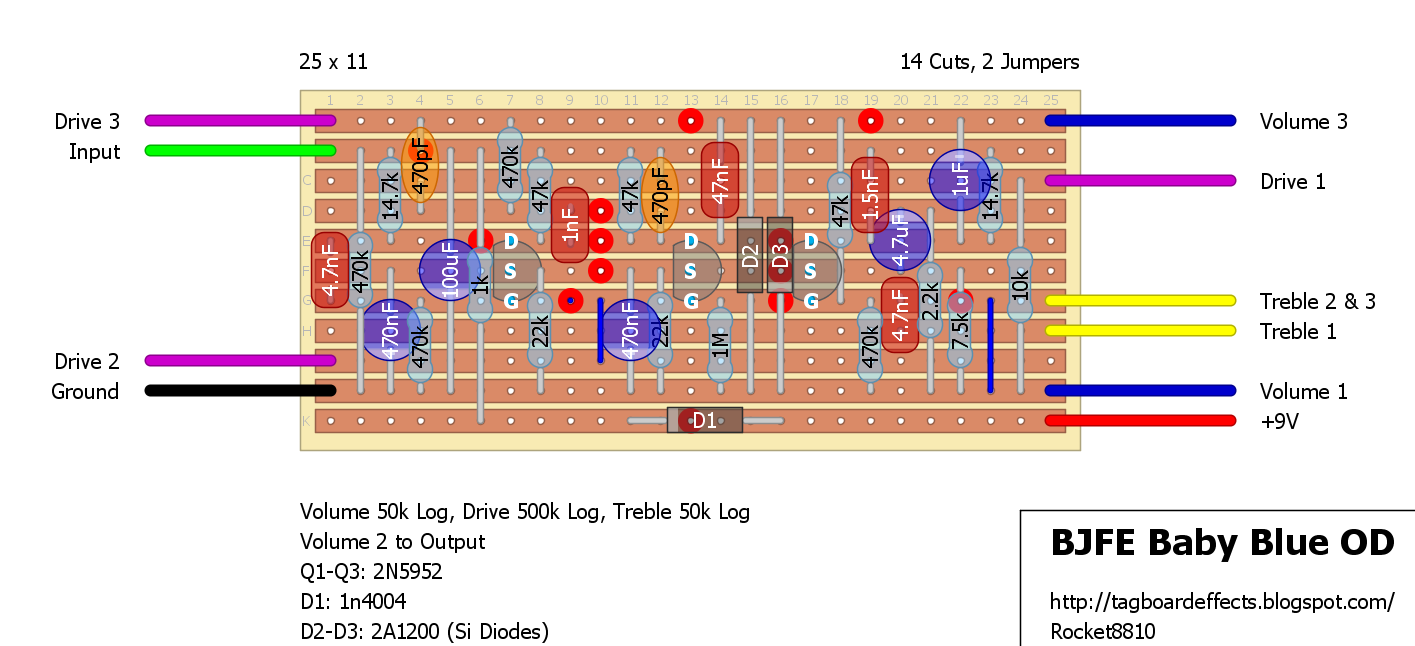 25 x 11
14 Cuts, 2 Jumpers
1 2 3 4 5 6 7 8 9 10 11 12 13 14 15 16 17 18 19 20 21 22 23 24 25
Drive 3
Volume 3
Input
C
Drive 1
D
E
F
G
Treble 2 & 3
H
Treble 1
Drive 2
Ground
Volume 1
K
+9V
470pF
470k
14.7k
47k
1nF
47k
470pF
47nF
47k
1.5nF
1uF
14.7k
4.7nF
470k
100uF
1k
D
S
G
D
S
G
D2
D3
D
S
G
4.7uF
2.2k
10k
470nF
470k
22k
470nF
22k
1M
470k
4.7nF
7.5k
D1
Volume 50k Log, Drive 500k Log, Treble 50k Log
Volume 2 to Output
Q1-Q3: 2N5952
D1: 1n4004
D2-D3: 2A1200 (Si Diodes)
BJFE Baby Blue OD
http://tagboardeffects.blogspot.com/
Rocket8810